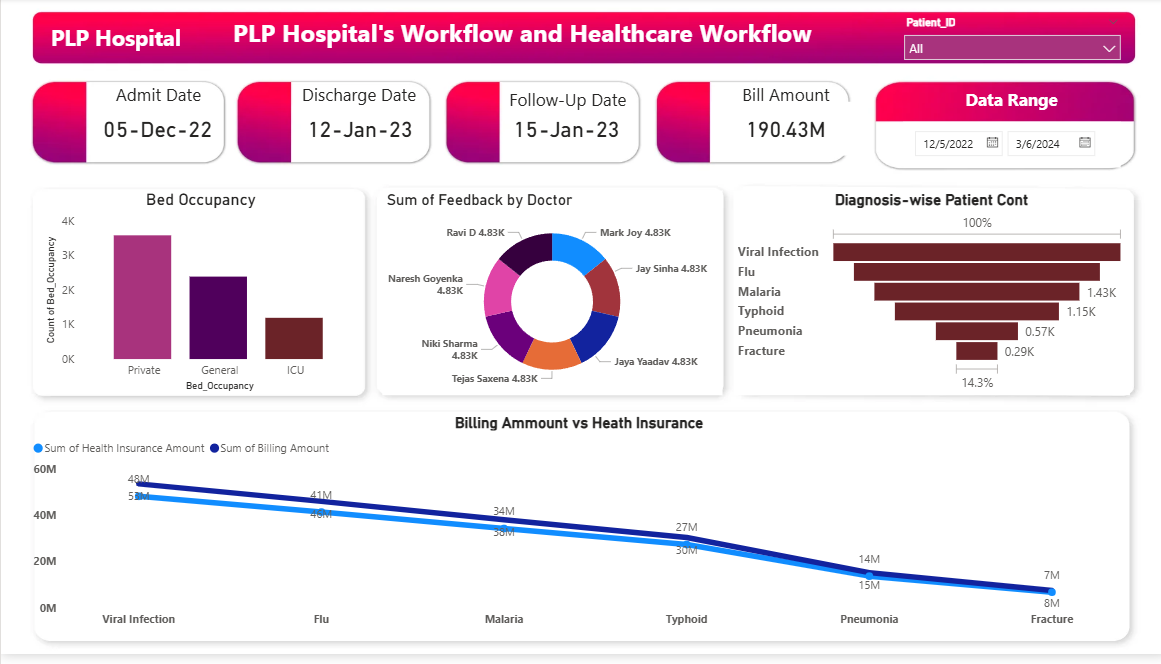 PLP Hospital
PLP Hospital's Workflow and Healthcare Workflow
Patient_ID
All
Admit Date
05-Dec-22
Discharge Date
12-Jan-23
Follow-Up Date
15-Jan-23
Bill Amount
190.43M
Data Range
12/5/2022
3/6/2024
Bed Occupancy
Count of Bed_Occupancy
4K
3K
2K
1K
0K
Private
General
ICU
Bed_Occupancy
Sum of Feedback by Doctor
Ravi D 4.83K
Mark Joy 4.83K
Jay Sinha 4.83K
Naresh Goyenka
4.83K
Niki Sharma
4.83K
Jaya Yaadav 4.83K
Tejas Saxena 4.83K
Diagnosis-wise Patient Cont
100%
Viral Infection
Flu
Malaria
1.43K
Typhoid
1.15K
Pneumonia
0.57K
Fracture
0.29K
14.3%
Billing Ammount vs Heath Insurance
Sum of Health Insurance Amount
Sum of Billing Amount
60M
40M
20M
0M
48M
41M
46M
34M
38M
27M
30M
14M
15M
7M
8M
Viral Infection
Flu
Malaria
Typhoid
Pneumonia
Fracture